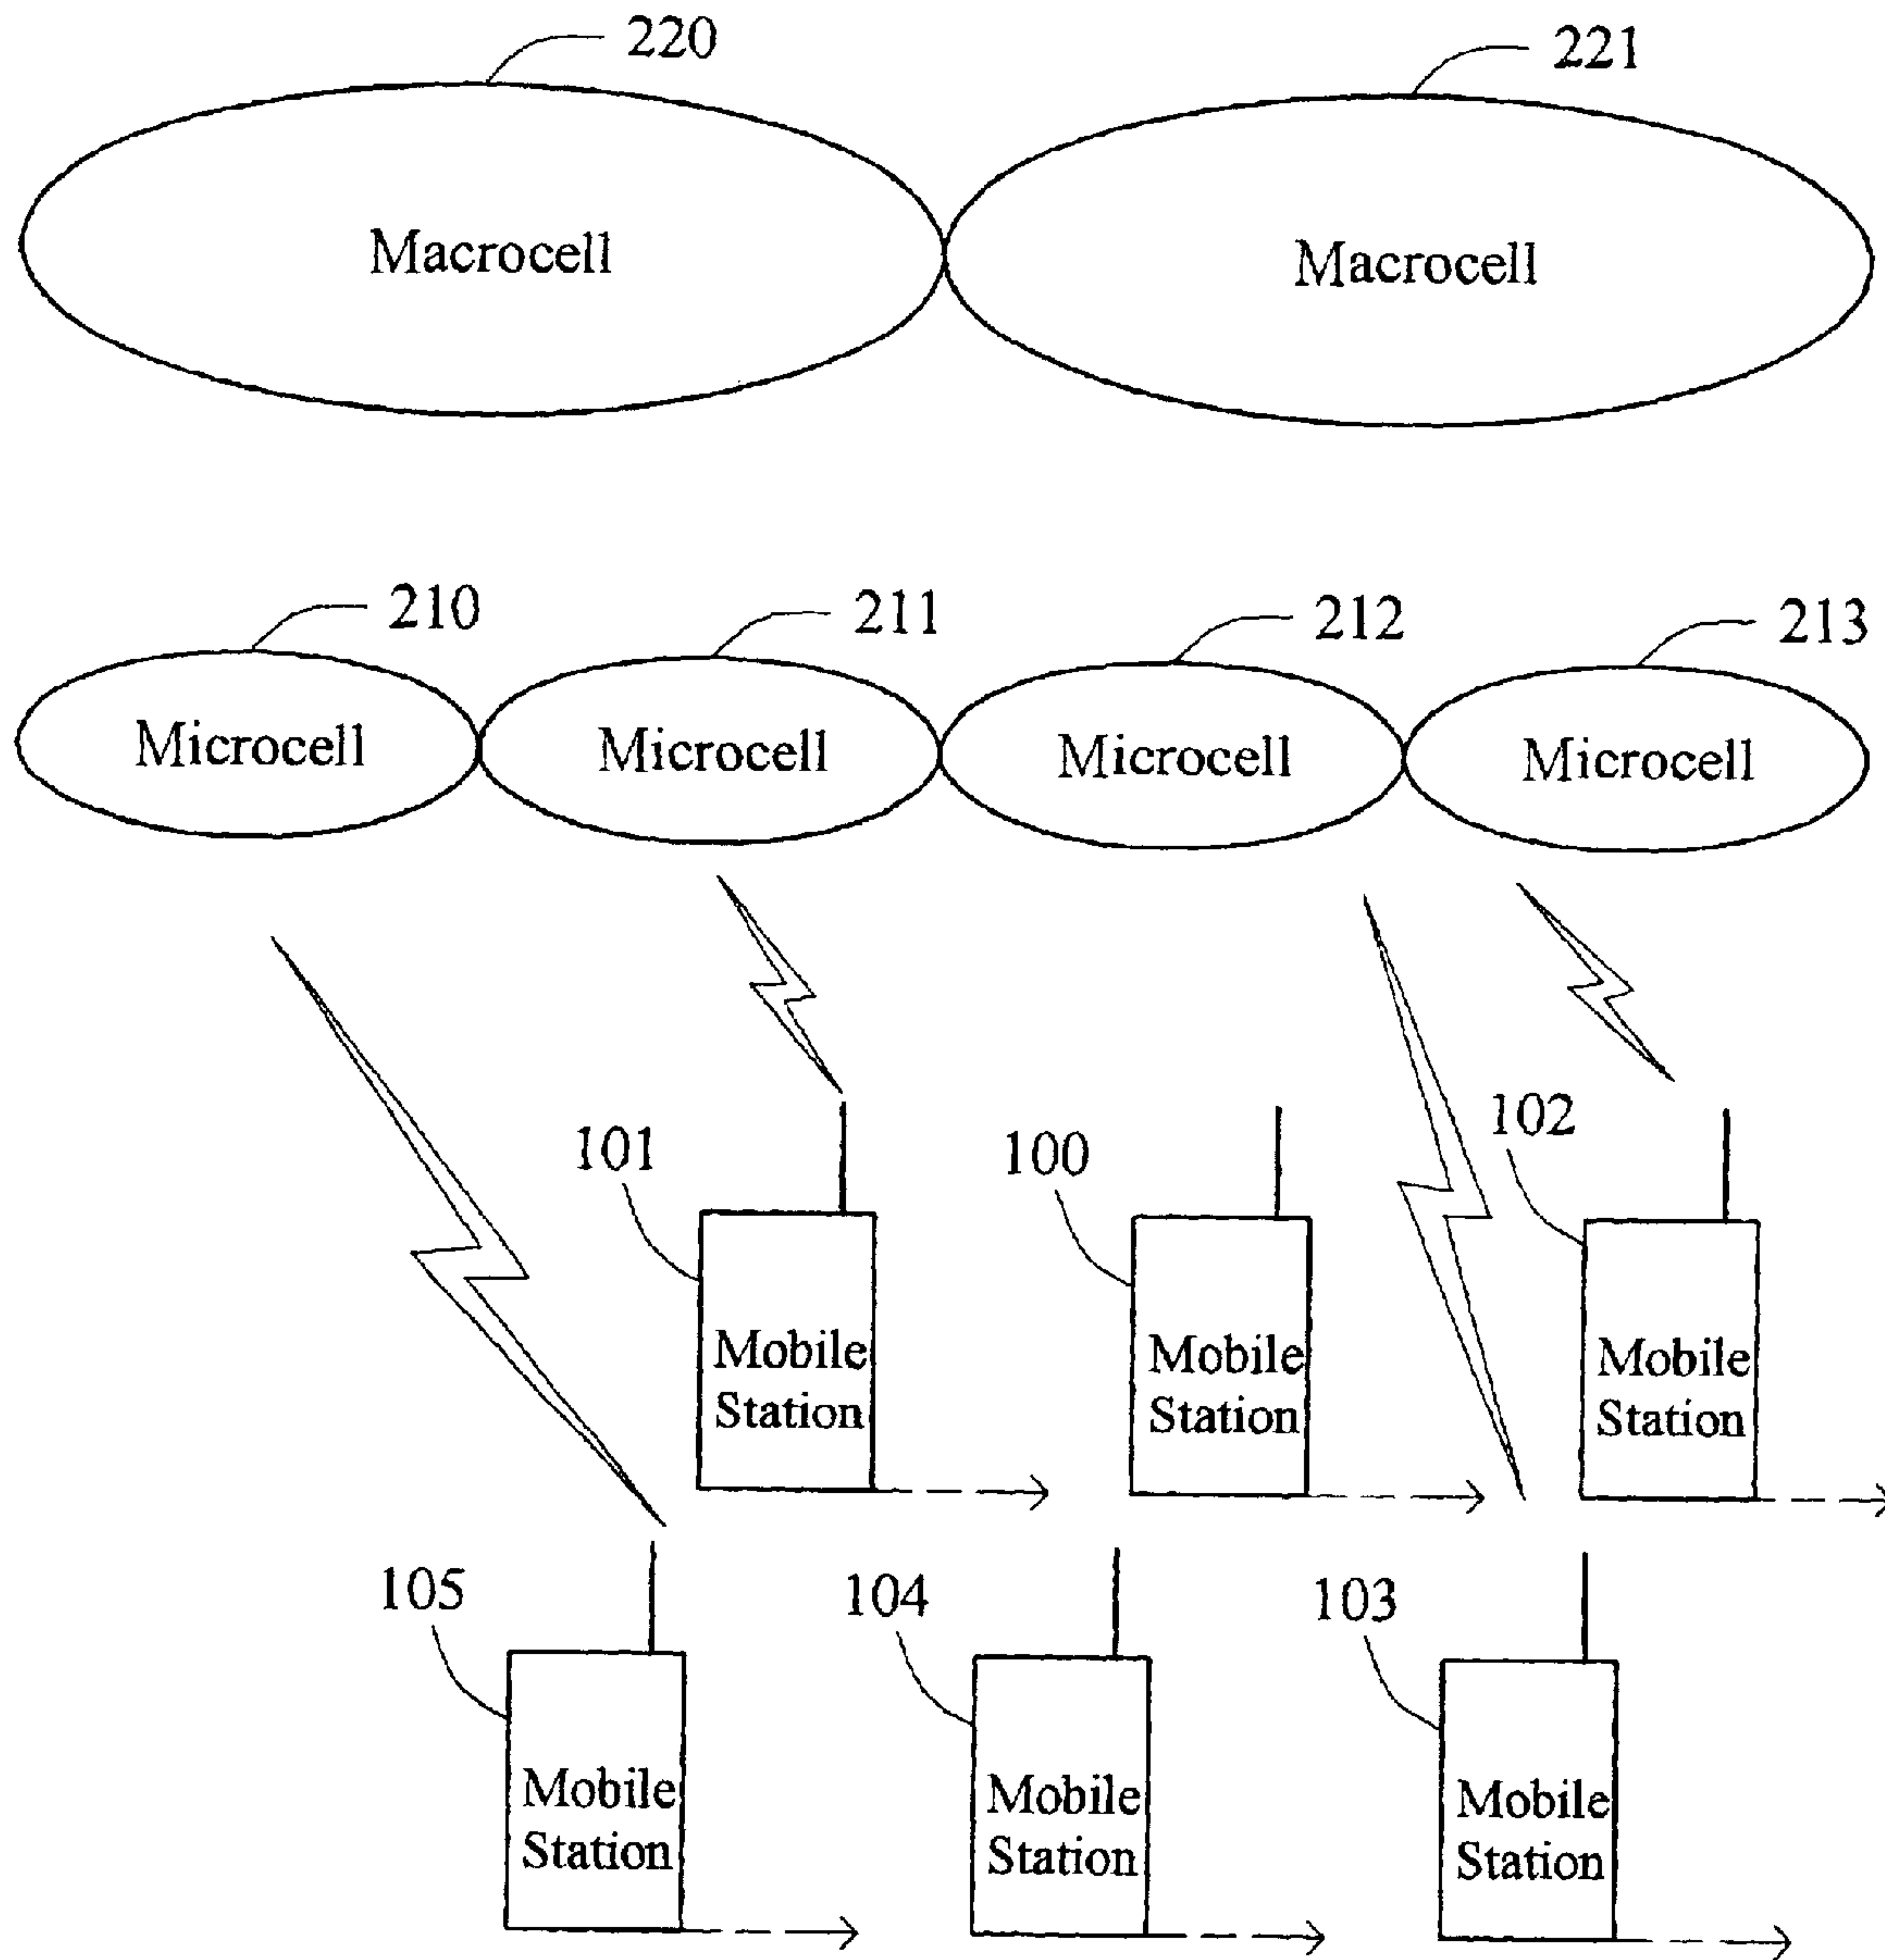 220
221
Macrocell
Macrocell
210
211
212
213
Microcell
Microcell
Microcell
Microcell
101
100
102
Mobile
Station
Mobile
Station
Mobile
Station
105
104
103
Mobile
Station
Mobile
Station
Mobile
Station